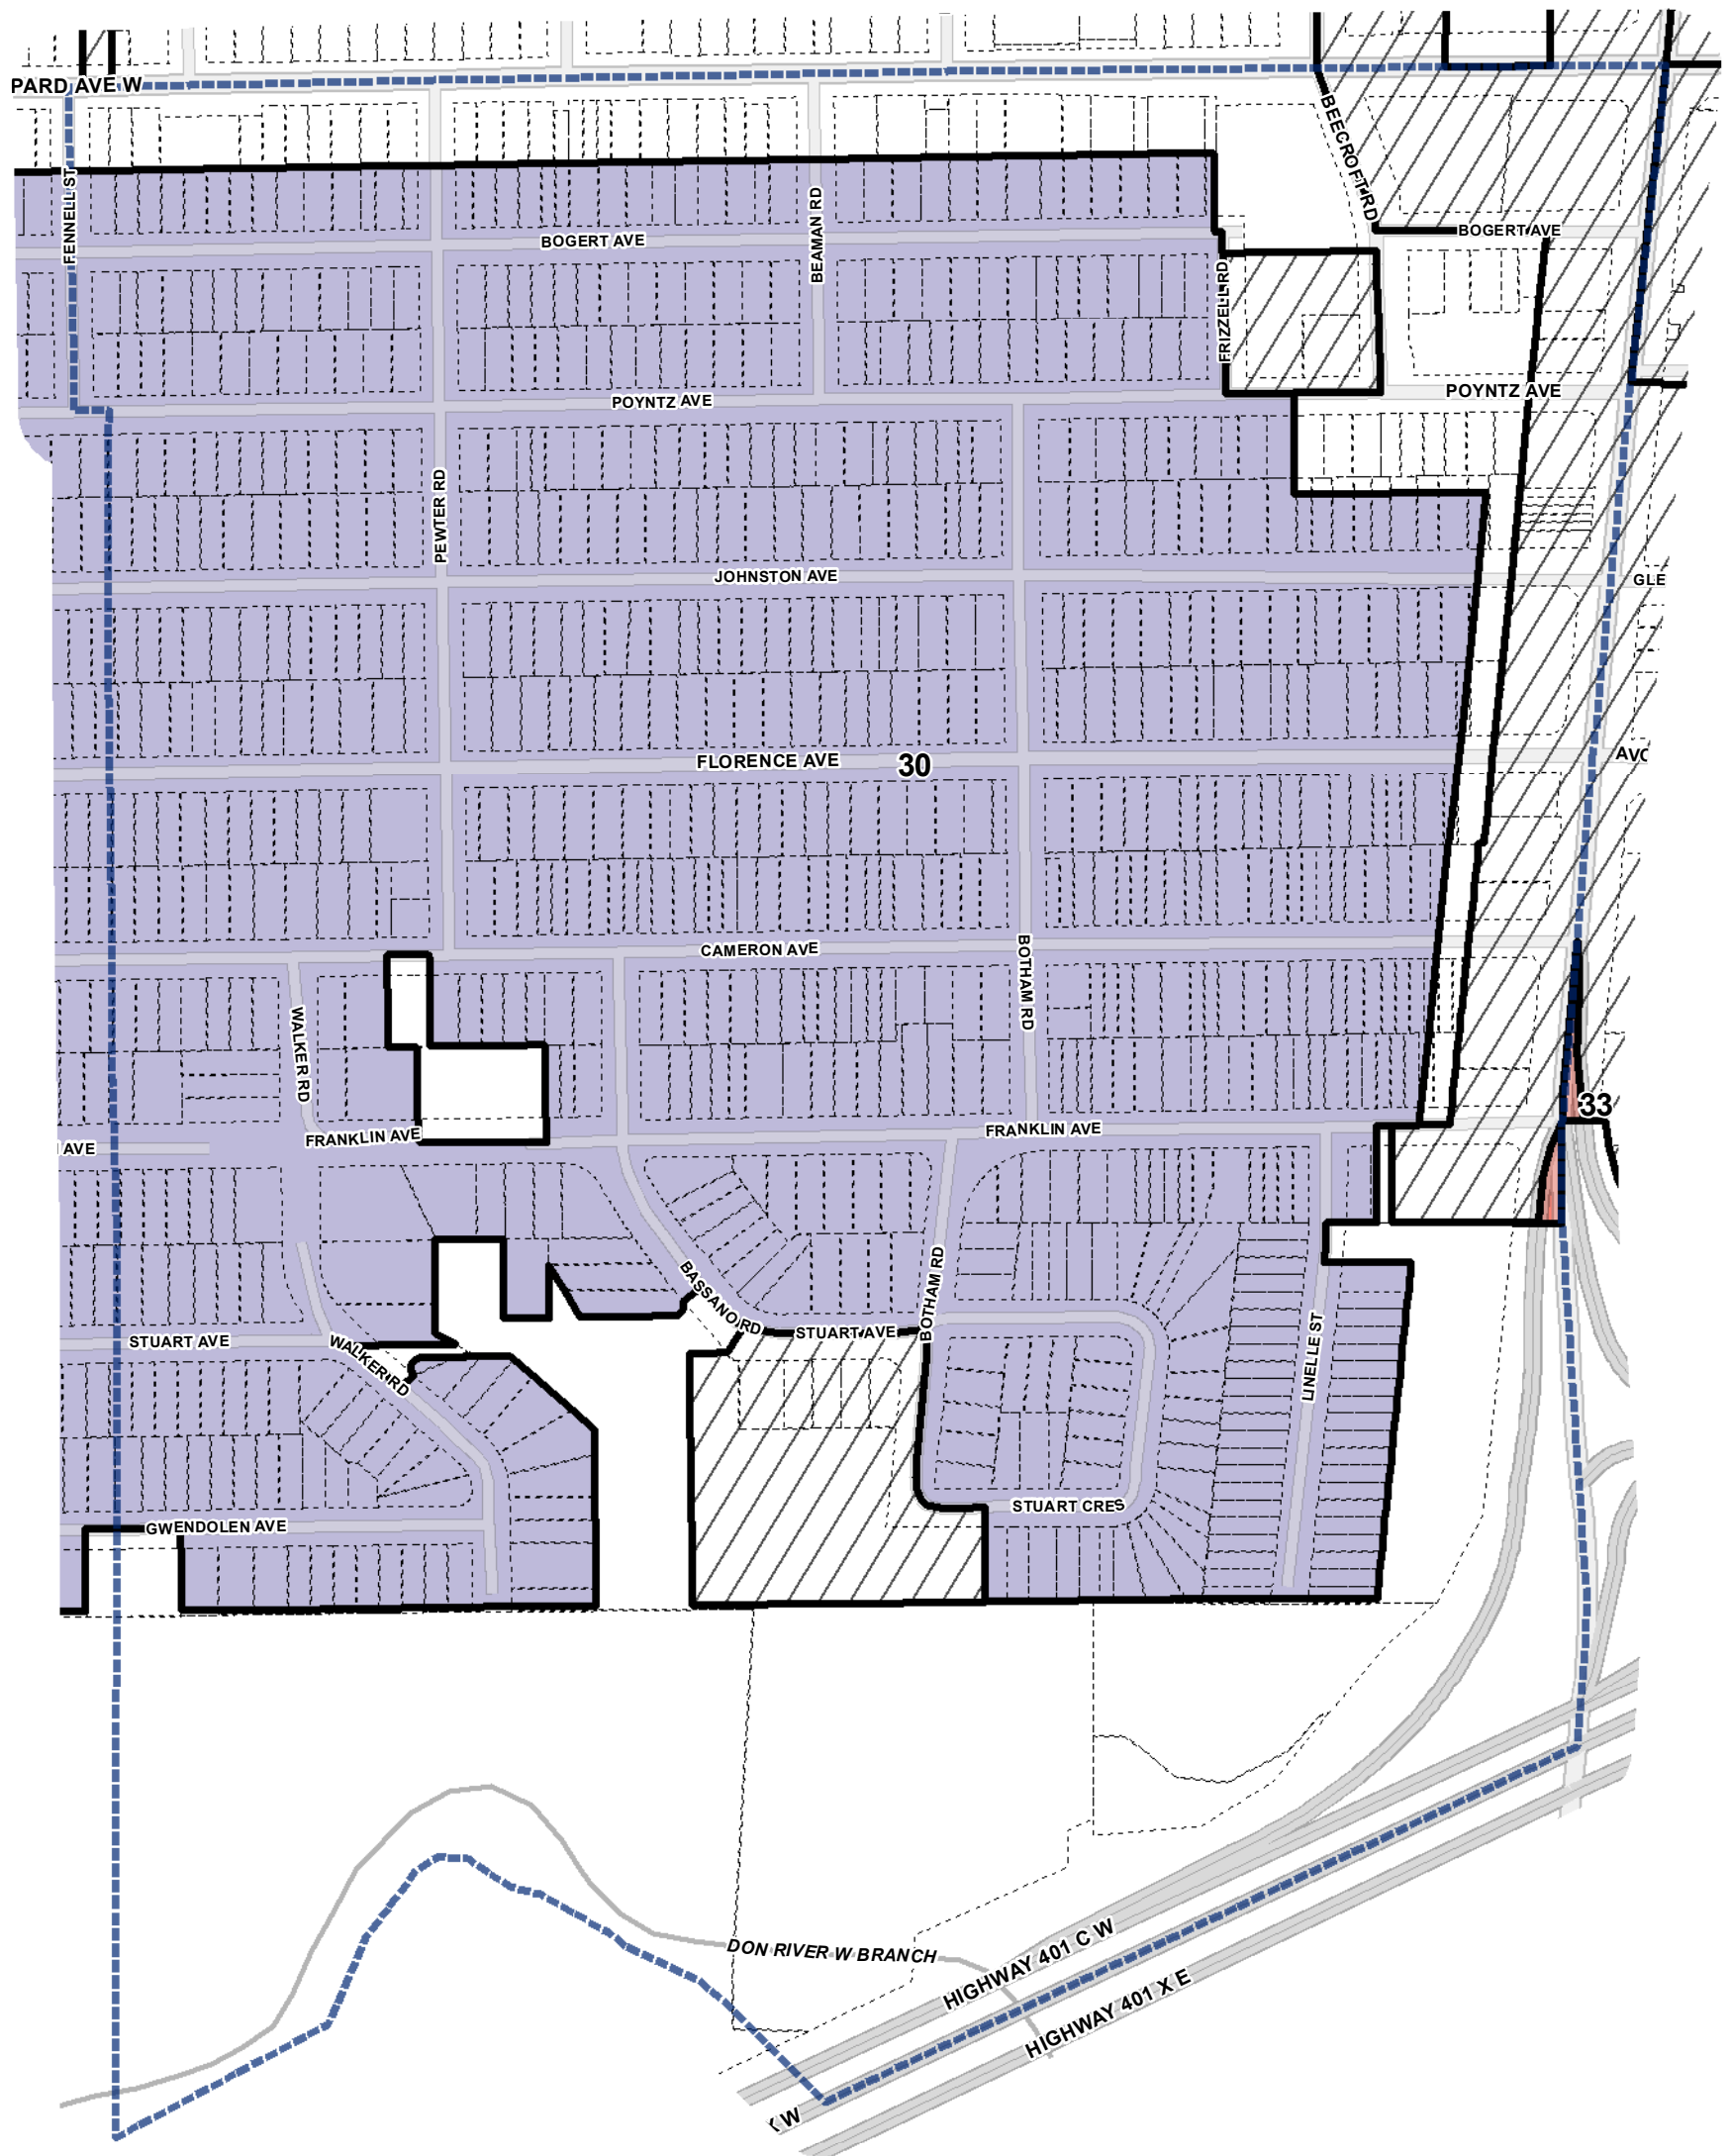 PARD AVE W
BEECROFT RD
FENNELL ST
BEAMAN RD
BOGERT AVE
BOGERT AVE
FRIZZELL RD
POYNTZ AVE
POYNTZ AVE
PEWTER RD
JOHNSTON AVE
GLE
FLORENCE AVE
30
AVO
CAMERON AVE
BOTHAM RD
WALKER RD
33
FRANKLIN AVE
FRANKLIN AVE
AVE
BASSANO RD
BOTHAM RD
STUART AVE
STUART AVE
WALKER RD
LINELLE ST
STUART CRES
GWENDOLEN AVE
DON RIVER W BRANCH
HIGHWAY 401 C W
HIGHWAY 401 X E
X W